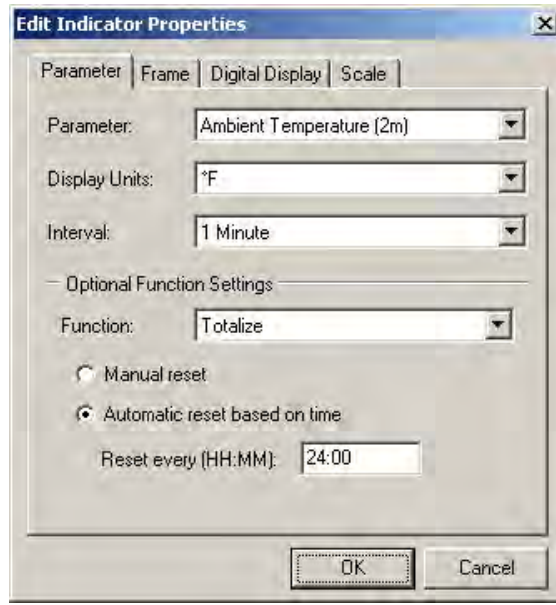 Edit Indicator Properties
Parameter Frame Digital Display Scale
Parameter: Ambient Temperature (2m)
Display Units: °F
Interval: 1 Minute
Optional Function Settings
Function: Totalize
Manual reset
Automatic reset based on time
Reset every (HH:MM): 24:00
OK Cancel